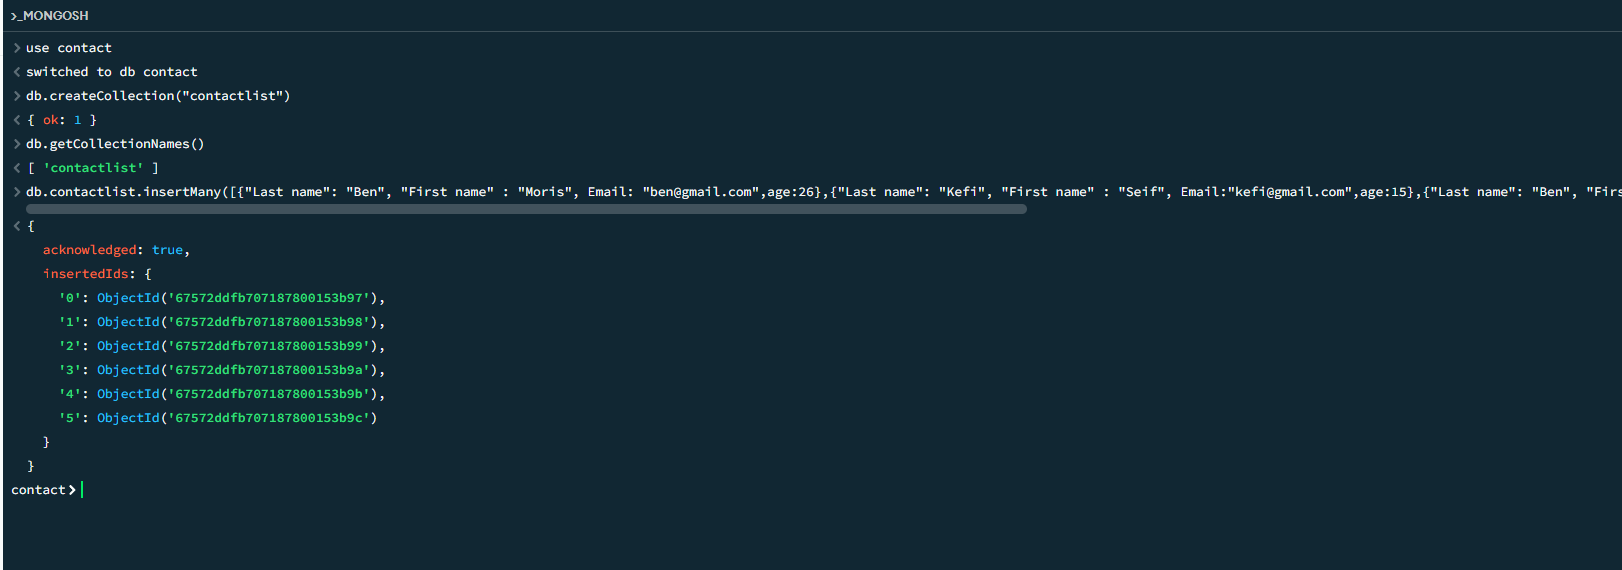 >_MONGOSH
> use contact
< switched to db contact
> db.createCollection("contactlist")
< { ok: 1 }
> db.getCollectionNames()
< [ 'contactlist' ]
> db.contactlist.insertMany([{"Last name": "Ben", "First name" : "Moris", Email: "ben@gmail.com",age:26},{"Last name": "Kefi", "First name" : "Seif", Email:"kefi@gmail.com",age:15},{"Last name": "Ben", "Firs
< {
acknowledged: true,
insertedIds: {
'0': ObjectId('67572ddfb707187800153b97'),
'1': ObjectId('67572ddfb707187800153b98'),
'2': ObjectId('67572ddfb707187800153b99'),
'3': ObjectId('67572ddfb707187800153b9a'),
'4': ObjectId('67572ddfb707187800153b9b'),
'5': ObjectId('67572ddfb707187800153b9c')
}
}
contact>